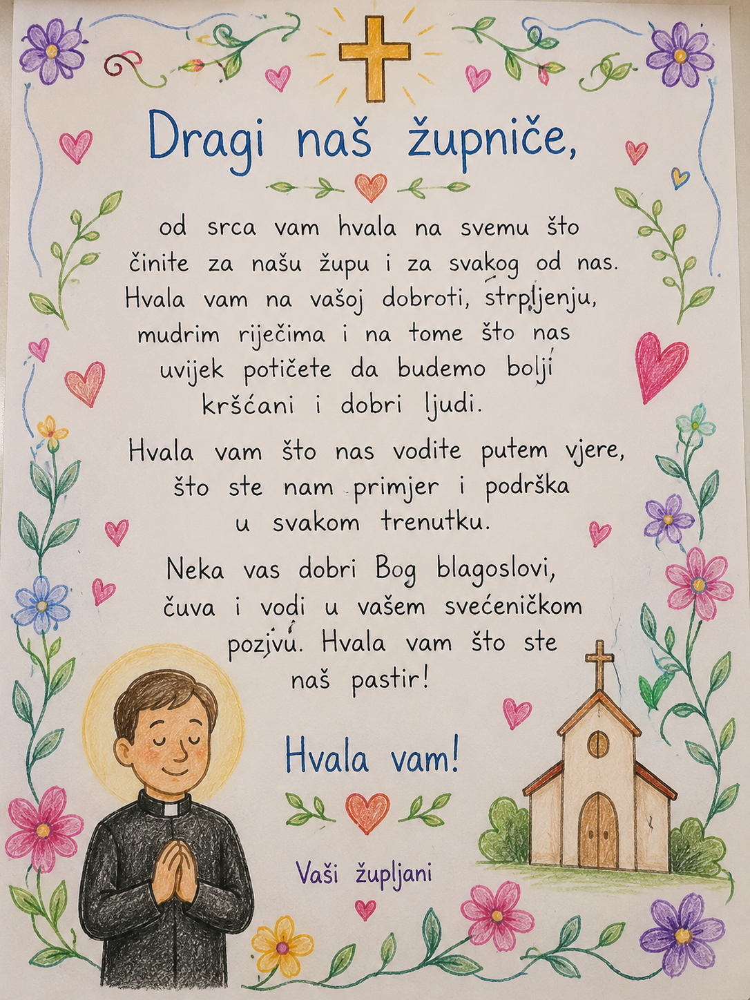 Dragi naš župniče,
od srca vam hvala na svemu što
činite za našu župu i za svakog od nas.
Hvala vam na vašoj dobroti, strpljenju,
mudrim riječima i na tome što nas
uvijek potičete da budemo bolji
kršćani i dobri ljudi.
Hvala vam što nas vodite putem vjere,
što ste nam primjer i podrška
u svakom trenutku.
Neka vas dobri Bog blagoslovi,
čuva i vodi u vašem svećeničkom
pozivu. Hvala vam što ste
naš pastir!
Hvala vam!
Vaši župljani